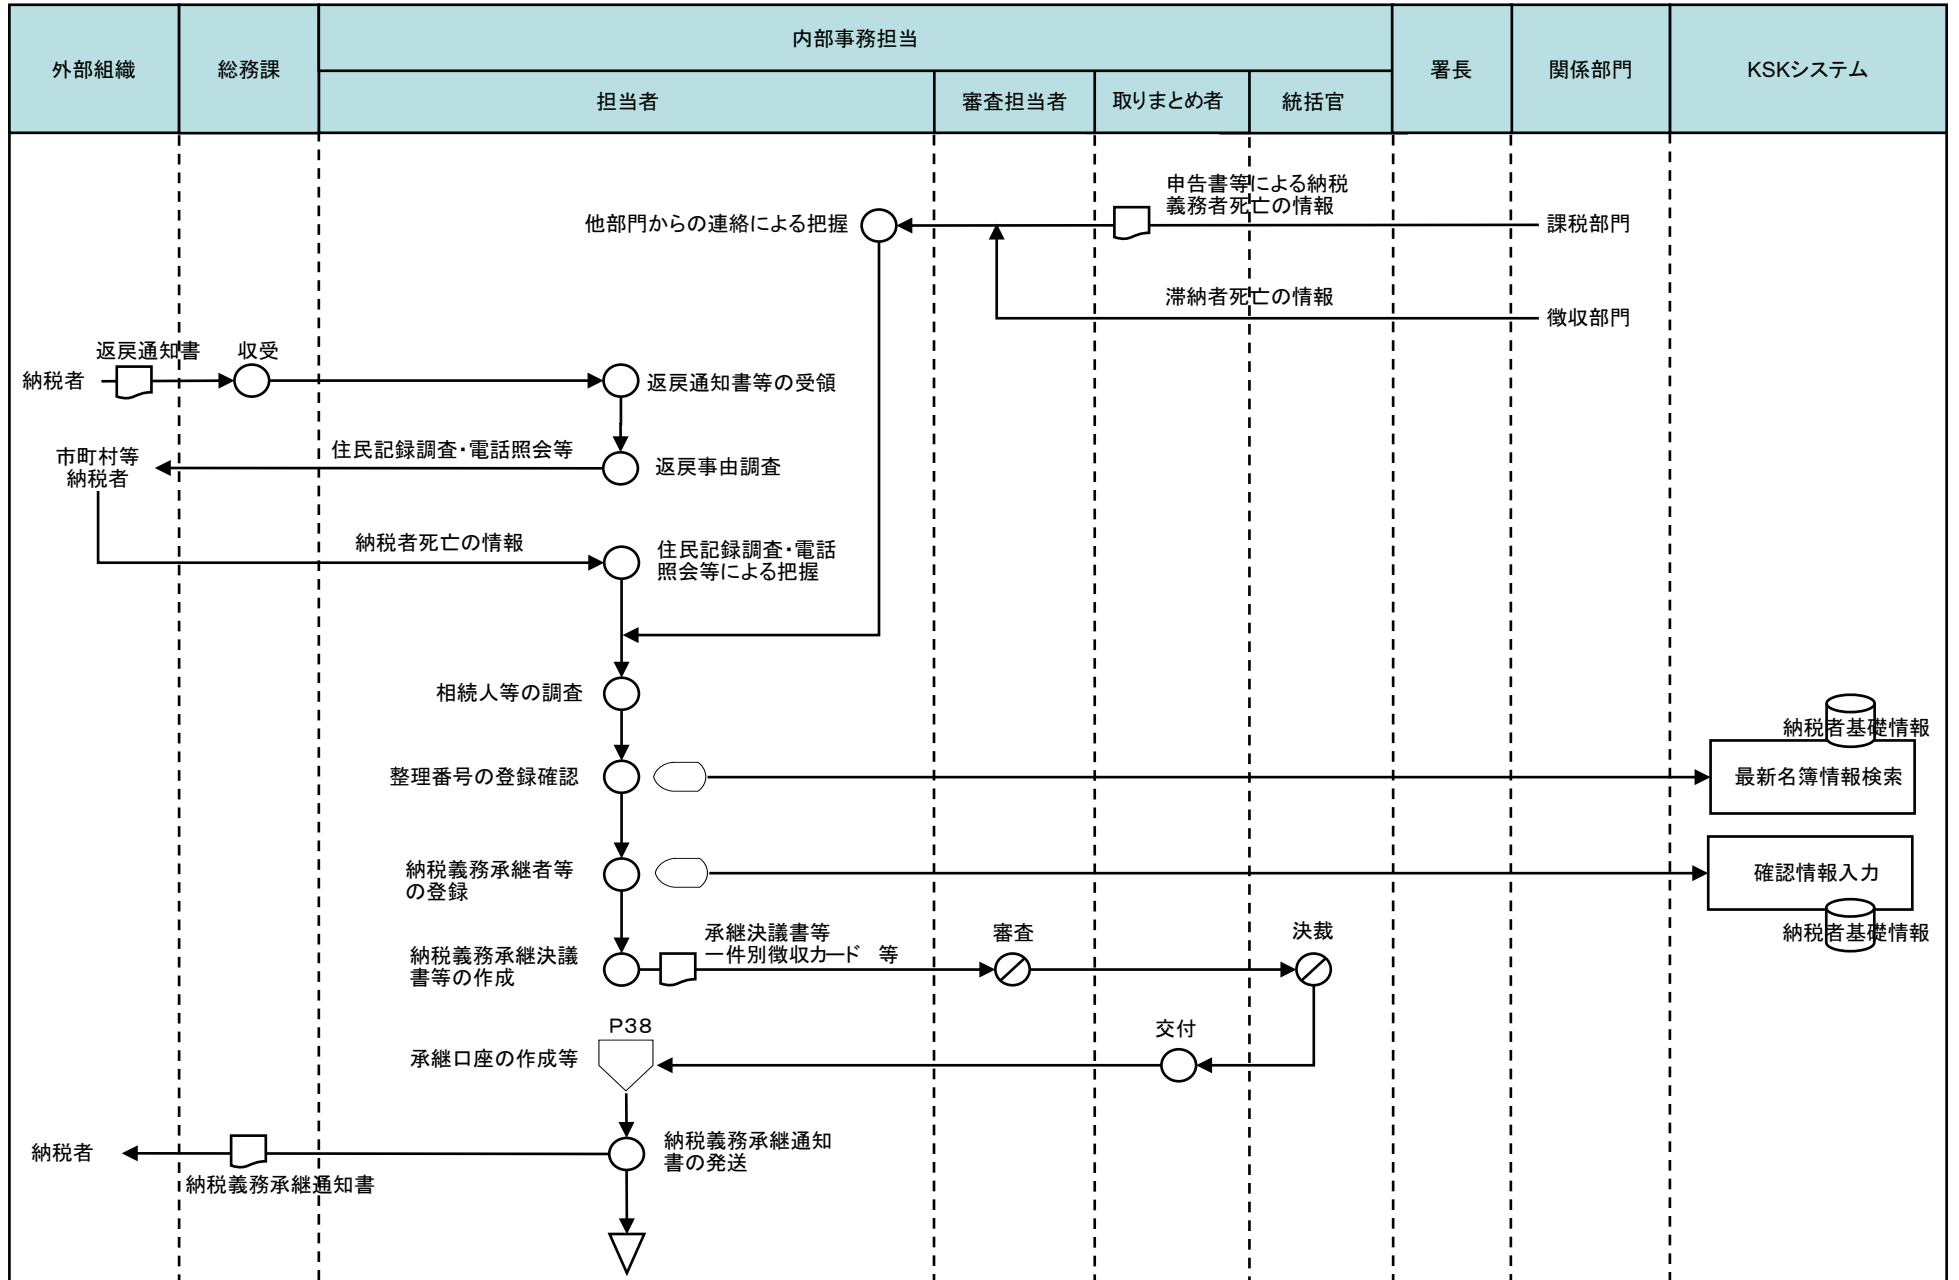 外部組織
総務課
内部事務担当
担当者
審査担当者
取りまとめ者
統括官
署長
関係部門
KSKシステム
申告書等による納税
義務者死亡の情報
他部門からの連絡による把握
課税部門
滞納者死亡の情報
徴収部門
返戻通知書
収受
納税者
返戻通知書等の受領
住民記録調査・電話照会等
市町村等
納税者
返戻事由調査
納税者死亡の情報
住民記録調査・電話
照会等による把握
相続人等の調査
納税者基礎情報
整理番号の登録確認
最新名簿情報検索
納税義務承継者等
の登録
確認情報入力
納税者基礎情報
承継決議書等
一件別徴収カード 等
審査
決裁
納税義務承継決議
書等の作成
P38
交付
承継口座の作成等
納税義務承継通知
書の発送
納税者
納税義務承継通知書